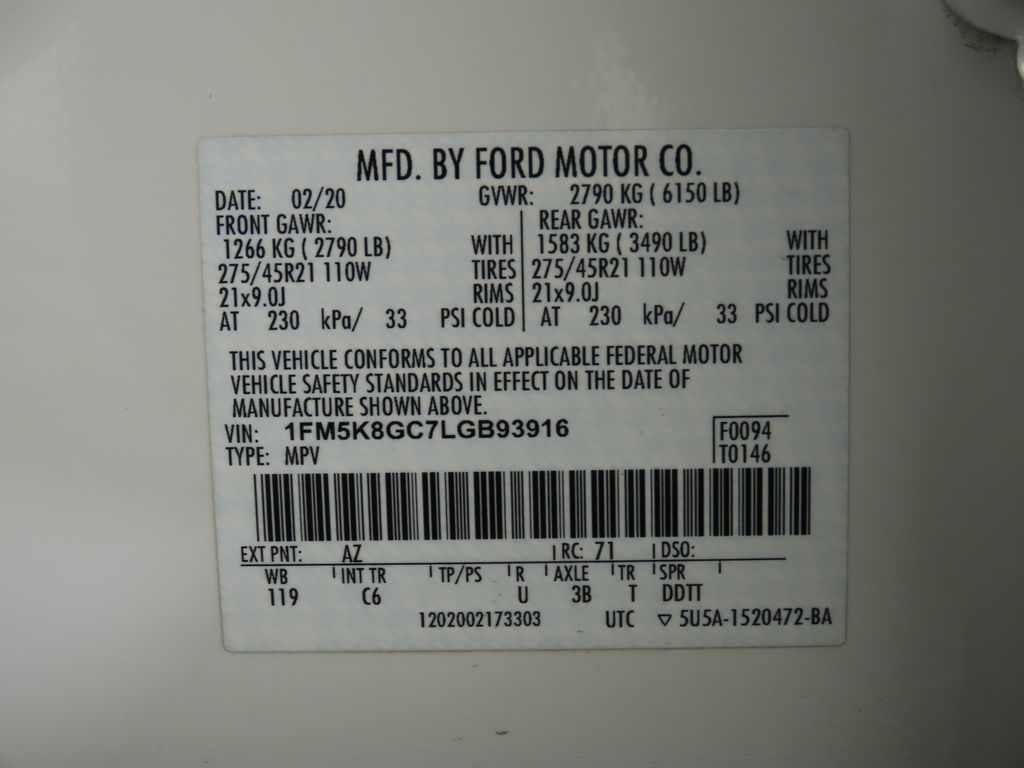 MFD. BY FORD MOTOR CO.
DATE: 02/20 GVWR: 2790 KG ( 6150 LB)
FRONT GAWR: REAR GAWR:
1266 KG ( 2790 LB) WITH 1583 KG ( 3490 LB) WITH
275/45R21 110W TIRES 275/45R21 110W TIRES
21x9.0J RIMS 21x9.0J RIMS
AT 230 kPa/ 33 PSI COLD AT 230 kPa/ 33 PSI COLD
THIS VEHICLE CONFORMS TO ALL APPLICABLE FEDERAL MOTOR
VEHICLE SAFETY STANDARDS IN EFFECT ON THE DATE OF
MANUFACTURE SHOWN ABOVE.
VIN: 1FM5K8GC7LGB93916 F0094
TYPE: MPV T0146
EXT PNT: AZ RC: 71 DSO:
WB INT TR TP/PS R AXLE TR SPR
119 C6 U 3B T DDTT
1202002173303 UTC ▽ 5U5A-1520472-BA